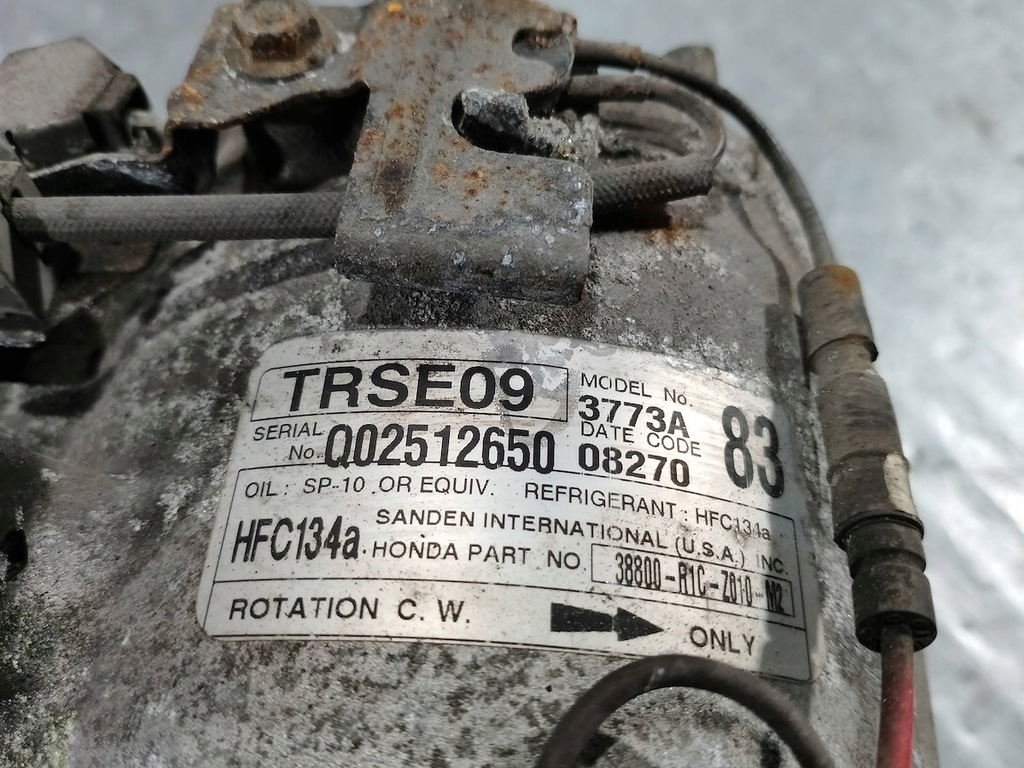 TRSE09
MODEL No.
3773A
83
SERIAL No. Q02512650
DATE CODE
08270
OIL : SP-10 OR EQUIV. REFRIGERANT : HFC134a
HFC134a
SANDEN INTERNATIONAL (U.S.A.) INC.
HONDA PART NO 38800-R1C-Z010-M2
ROTATION C. W. ONLY